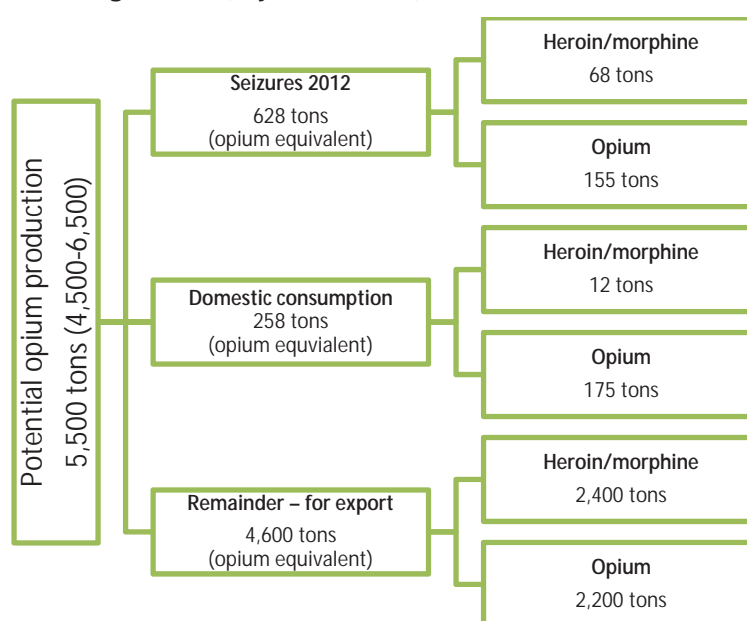 Potential opium production
5,500 tons (4,500-6,500)
Seizures 2012
628 tons
(opium equivalent)
Heroin/morphine
68 tons
Opium
155 tons
Domestic consumption
258 tons
(opium equvialent)
Heroin/morphine
12 tons
Opium
175 tons
Remainder – for export
4,600 tons
(opium equivalent)
Heroin/morphine
2,400 tons
Opium
2,200 tons